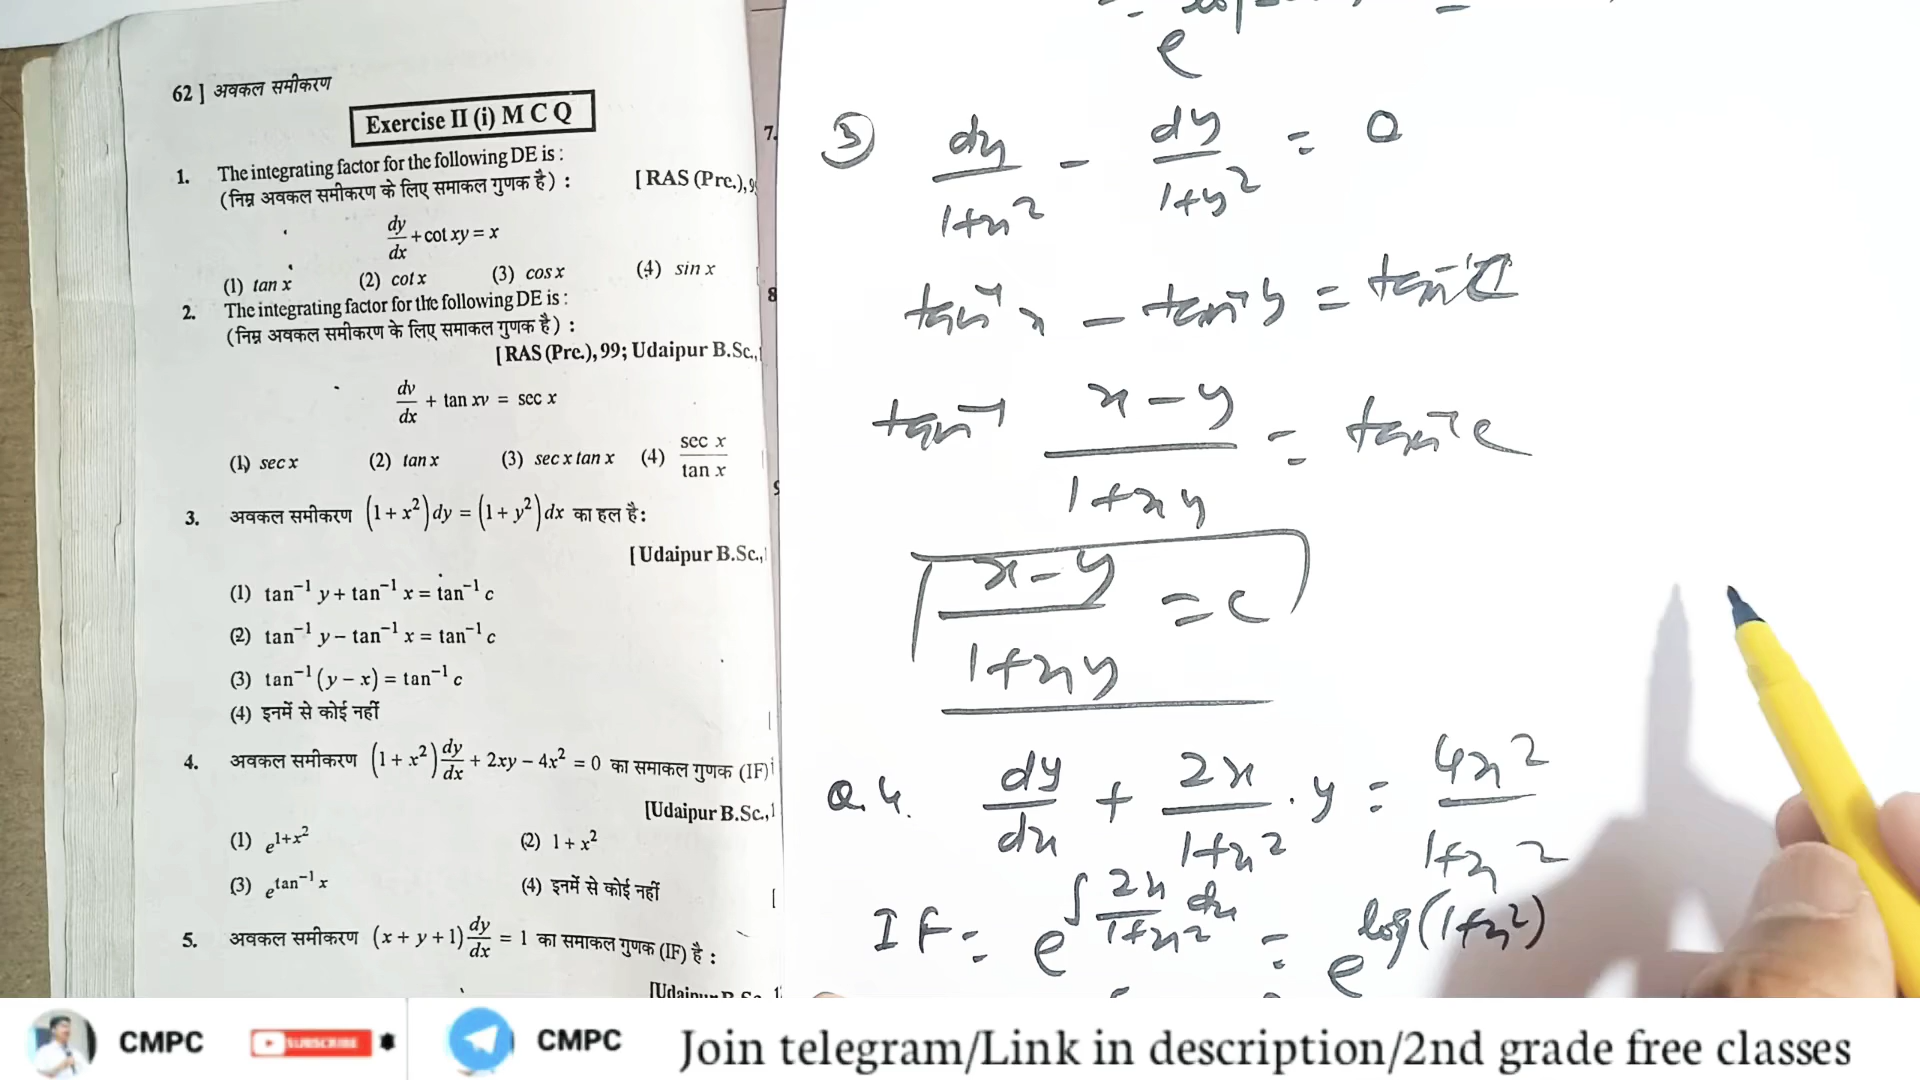 62 ] अवकल समीकरण
Exercise II (i) M C Q
1. The integrating factor for the following DE is :
(निम्न अवकल समीकरण के लिए समाकल गुणक है) : [ RAS (Pre.), 9
dy/dx + cot xy = x
(1) tan x (2) cot x (3) cos x (4) sin x
2. The integrating factor for the following DE is :
(निम्न अवकल समीकरण के लिए समाकल गुणक है) :
[ RAS (Pre.), 99; Udaipur B.Sc.,
dv/dx + tan xv = sec x
(1) sec x (2) tan x (3) sec x tan x (4) sec x/tan x
3. अवकल समीकरण (1 + x²) dy = (1 + y²) dx का हल है :
[ Udaipur B.Sc.,
(1) tan⁻¹ y + tan⁻¹ x = tan⁻¹ c
(2) tan⁻¹ y – tan⁻¹ x = tan⁻¹ c
(3) tan⁻¹ (y – x) = tan⁻¹ c
(4) इनमें से कोई नहीं
4. अवकल समीकरण (1 + x²) dy/dx + 2xy – 4x² = 0 का समाकल गुणक (IF)
[Udaipur B.Sc.,
(1) e^(1+x²) (2) 1 + x²
(3) e^(tan⁻¹ x) (4) इनमें से कोई नहीं
5. अवकल समीकरण (x + y + 1) dy/dx = 1 का समाकल गुणक (IF) है :
7.
8
e
③ dx/1+x² - dy/1+y² = 0
tan⁻¹ x - tan⁻¹ y = tan⁻¹ c
tan⁻¹ x-y/1+xy = tan⁻¹ c
x-y/1+xy = c
Q.4. dy/dx + 2x/1+x² . y = 4x²/1+x²
IF = e^(∫ 2x/1+x² dx) = e^(log(1+x²))
CMPC SUBSCRIBE CMPC Join telegram/Link in description/2nd grade free classes